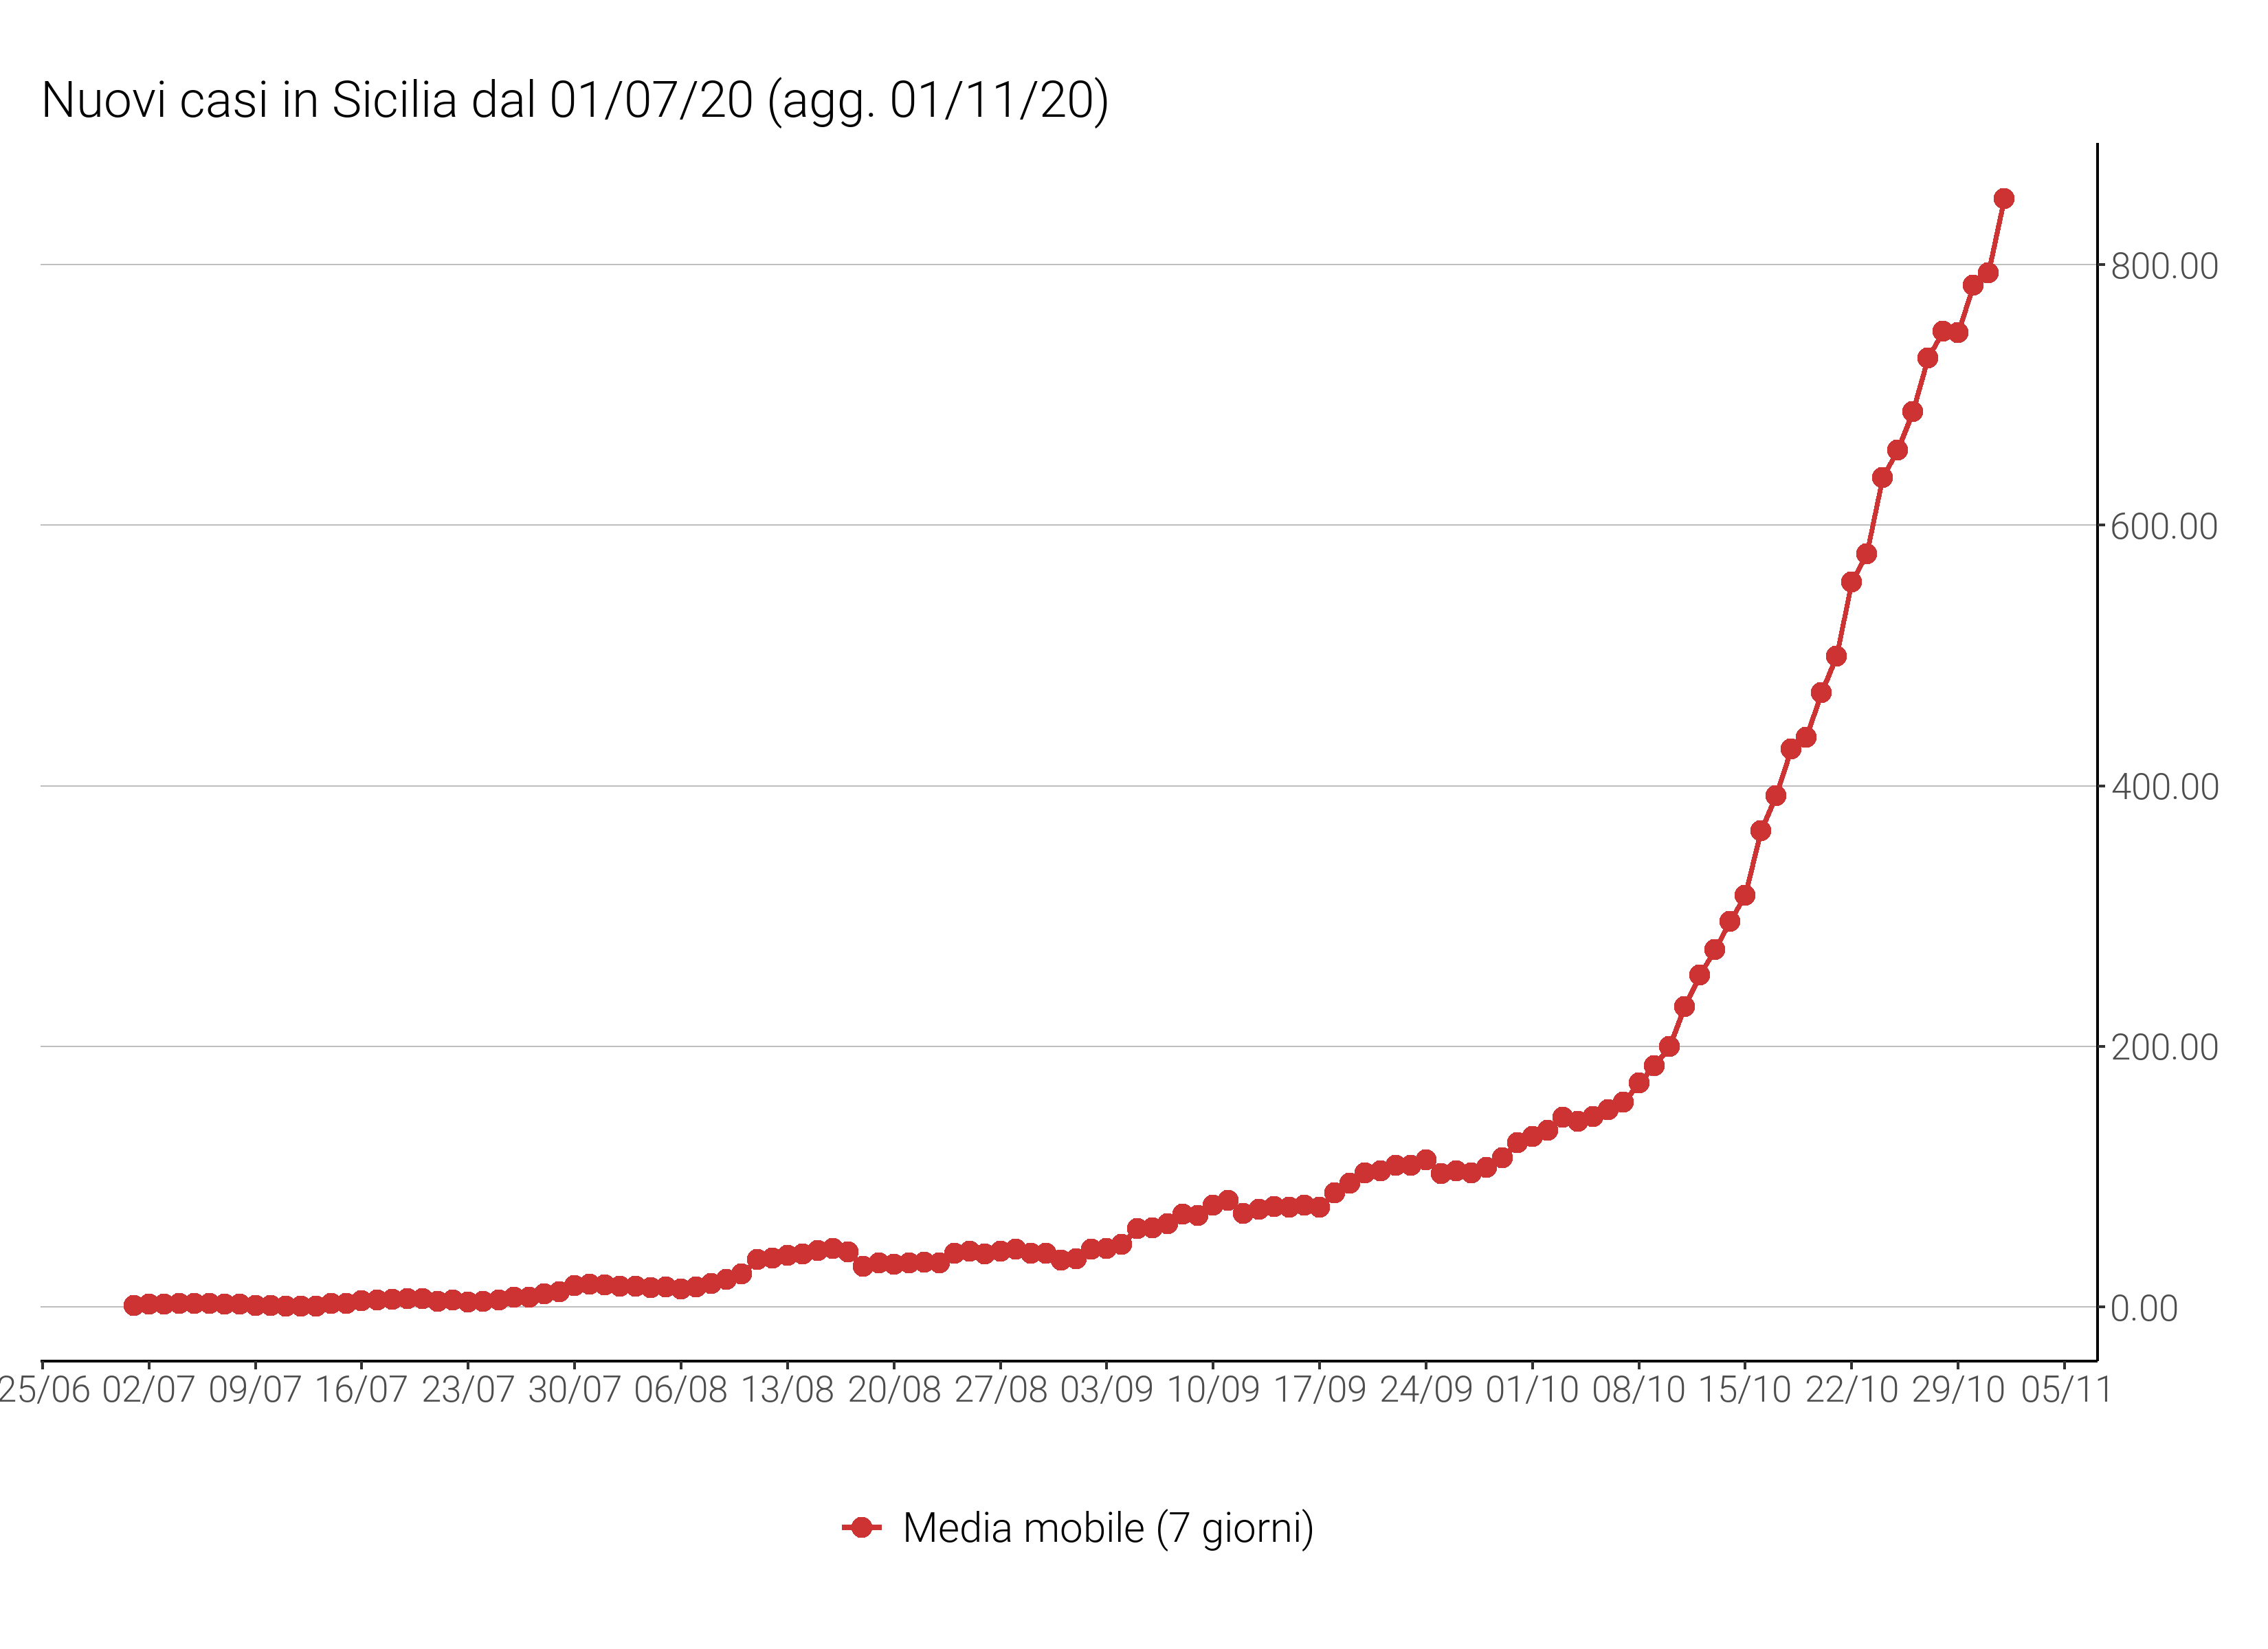 Nuovi casi in Sicilia dal 01/07/20 (agg. 01/11/20)
800.00
600.00
400.00
200.00
0.00
25/06 02/07 09/07 16/07 23/07 30/07 06/08 13/08 20/08 27/08 03/09 10/09 17/09 24/09 01/10 08/10 15/10 22/10 29/10 05/11
Media mobile (7 giorni)